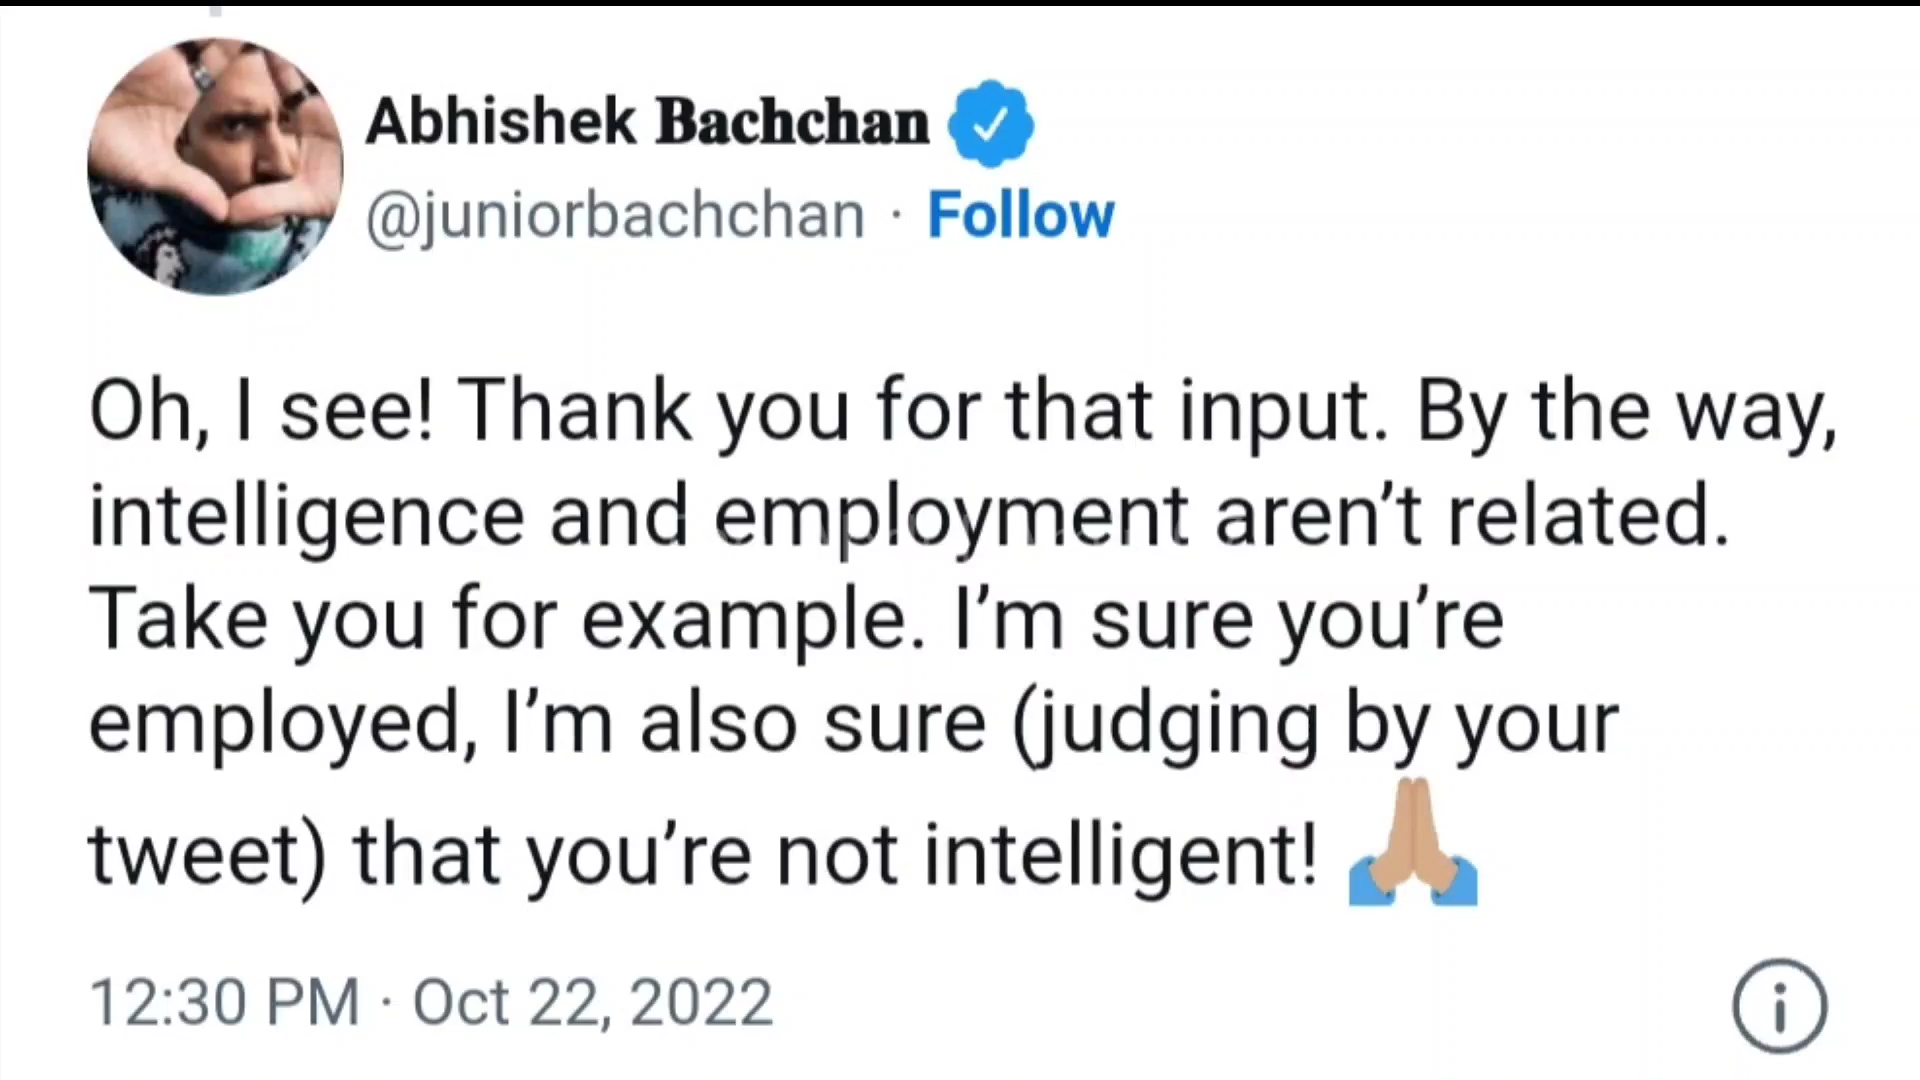 Abhishek Bachchan
@juniorbachchan · Follow
Oh, I see! Thank you for that input. By the way,
intelligence and employment aren’t related.
Take you for example. I’m sure you’re
employed, I’m also sure (judging by your
tweet) that you’re not intelligent! 🙏🏽
12:30 PM · Oct 22, 2022